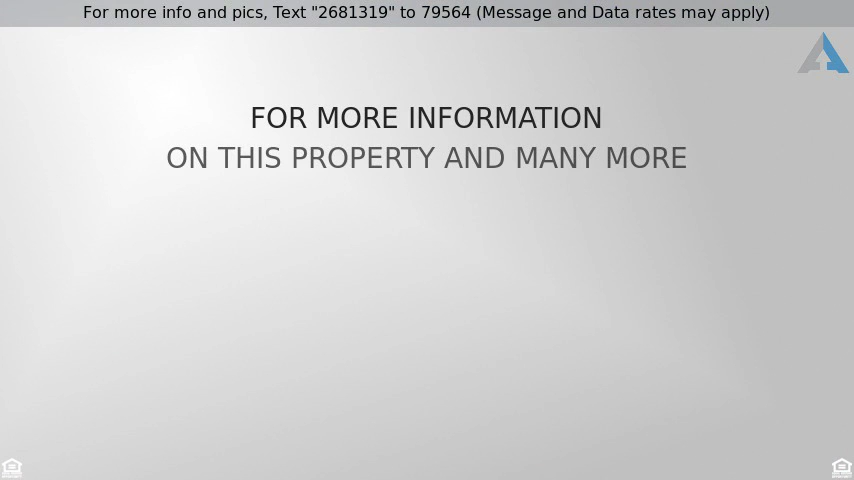 For more info and pics, Text "2681319" to 79564 (Message and Data rates may apply)
FOR MORE INFORMATION
ON THIS PROPERTY AND MANY MORE